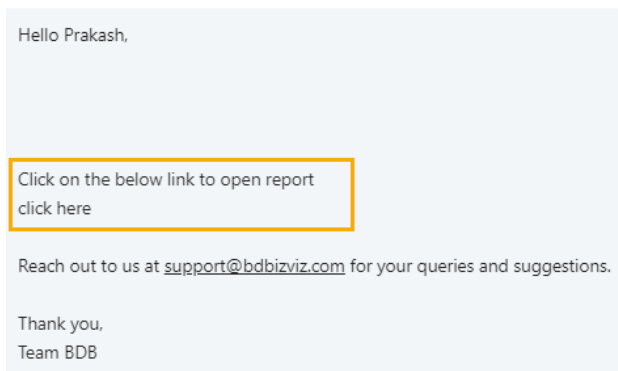 Hello Prakash,
Click on the below link to open report
click here
Reach out to us at support@bdbizviz.com for your queries and suggestions.
Thank you,
Team BDB